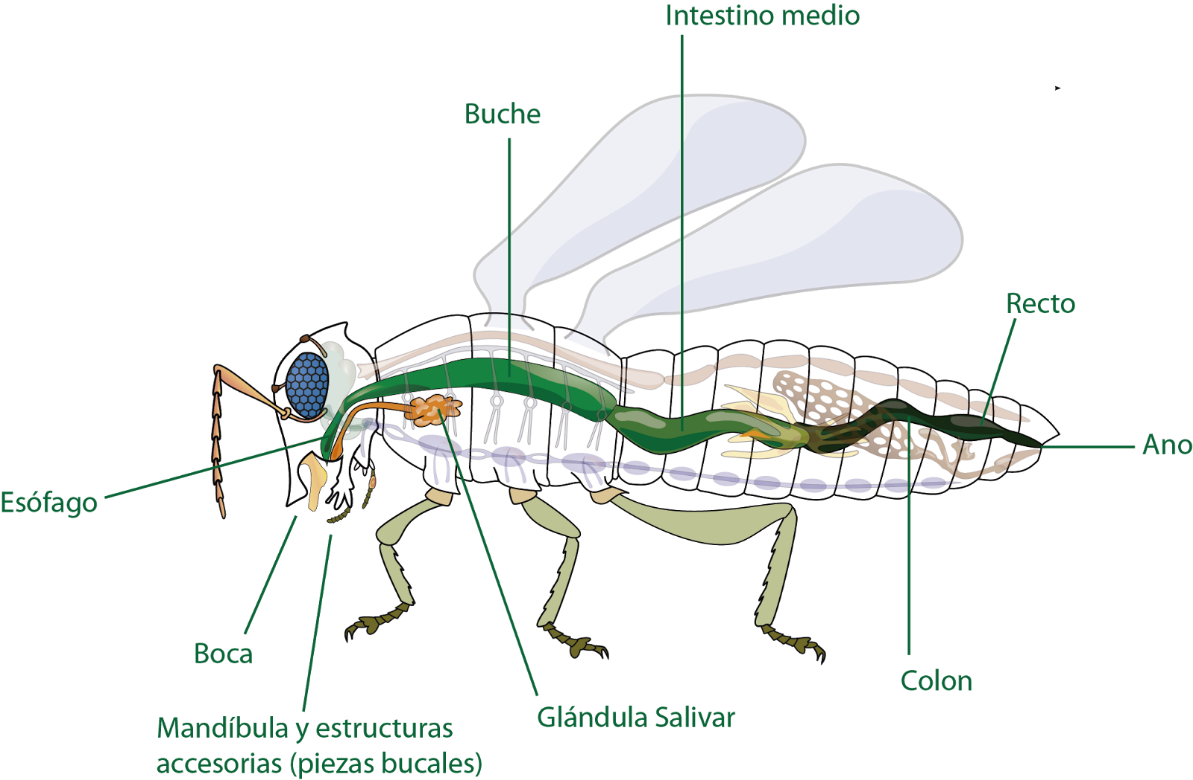 Intestino medio
Buche
Recto
Ano
Esófago
Boca
Colon
Glándula Salivar
Mandíbula y estructuras
accesorias (piezas bucales)